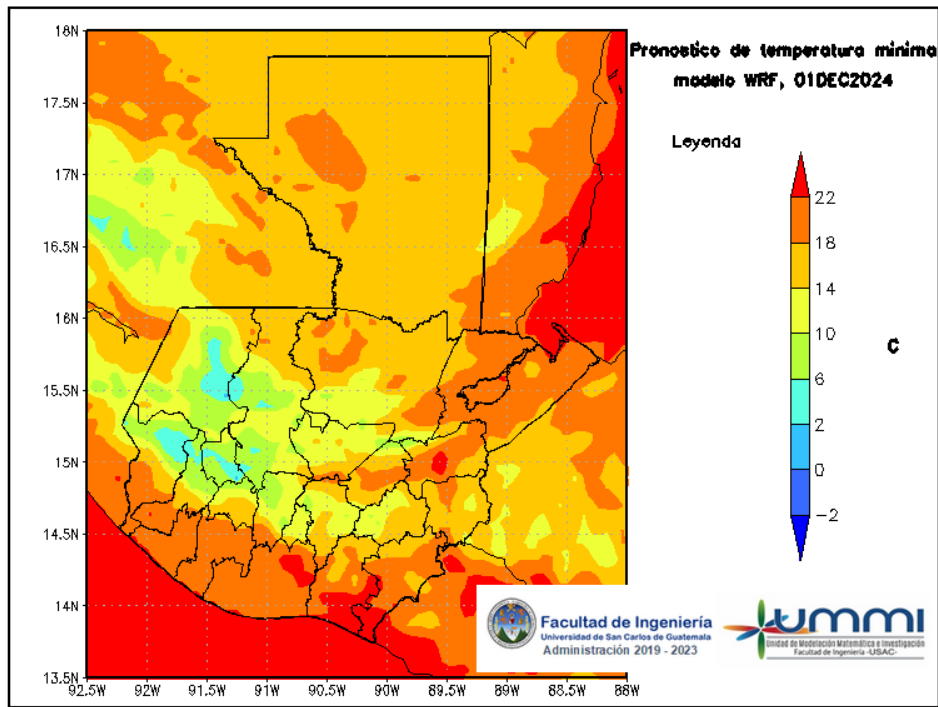 Pronostico de temperatura minima
modelo WRF, 01DEC2024
Leyenda
22
18
14
10
6
2
0
−2
C
18N
17.5N
17N
16.5N
16N
15.5N
15N
14.5N
14N
13.5N
92.5W 92W 91.5W 91W 90.5W 90W 89.5W 89W 88.5W 88W
Facultad de Ingeniería
Universidad de San Carlos de Guatemala
Administración 2019 - 2023
ummi
Unidad de Modelación Matemática e Investigación
Facultad de Ingeniería -USAC-